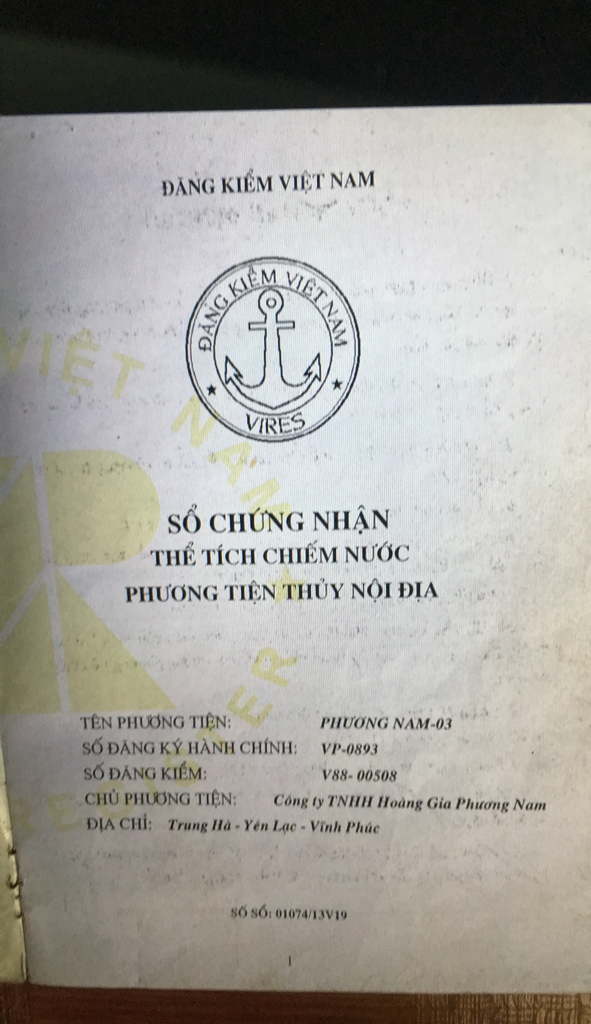 ĐĂNG KIỂM VIỆT NAM
ĐĂNG KIỂM VIỆT NAM
VIRES
VIỆT NAM
REGISTER
SỔ CHỨNG NHẬN
THỂ TÍCH CHIẾM NƯỚC
PHƯƠNG TIỆN THỦY NỘI ĐỊA
TÊN PHƯƠNG TIỆN: PHƯƠNG NAM-03
SỐ ĐĂNG KÝ HÀNH CHÍNH: VP-0893
SỐ ĐĂNG KIỂM: V88- 00508
CHỦ PHƯƠNG TIỆN: Công ty TNHH Hoàng Gia Phương Nam
ĐỊA CHỈ: Trung Hà - Yên Lạc - Vĩnh Phúc
SỐ SỔ: 01074/13V19
1